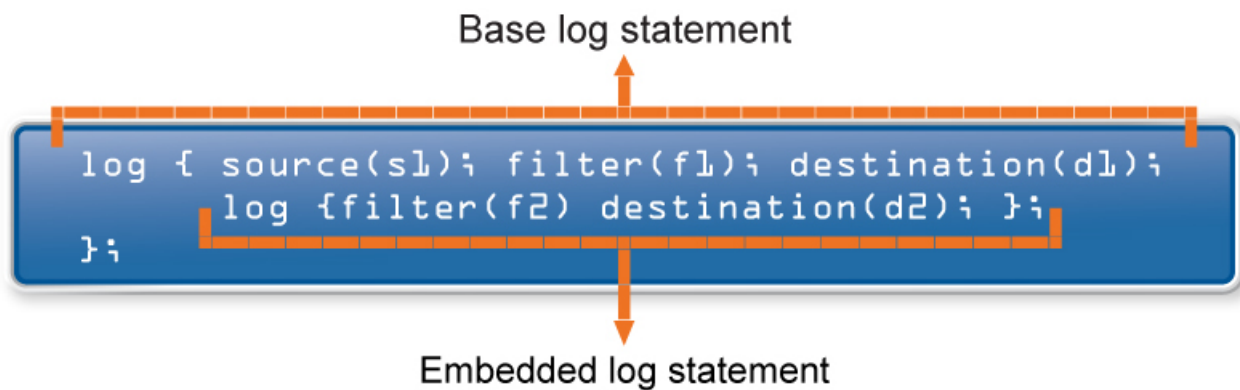 Base log statement
log { source(s1); filter(f1); destination(d1);
log {filter(f2) destination(d2); };
};
Embedded log statement